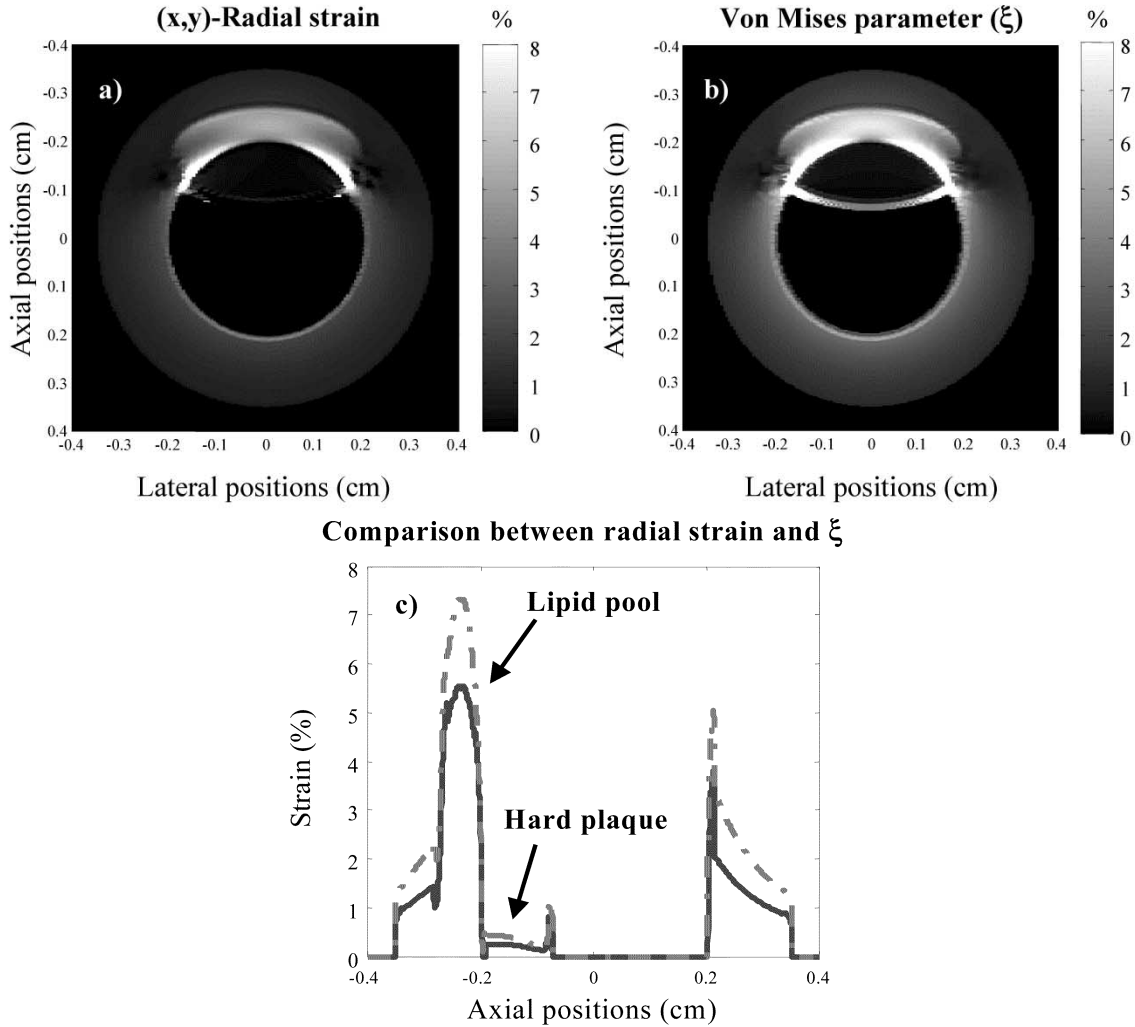 (x,y)-Radial strain
%
a)
Axial positions (cm)
-0.4
-0.3
-0.2
-0.1
0
0.1
0.2
0.3
0.4
-0.4 -0.3 -0.2 -0.1 0 0.1 0.2 0.3 0.4
Lateral positions (cm)
8
7
6
5
4
3
2
1
0
Von Mises parameter (ξ)
%
b)
Axial positions (cm)
-0.4
-0.3
-0.2
-0.1
0
0.1
0.2
0.3
0.4
-0.4 -0.3 -0.2 -0.1 0 0.1 0.2 0.3 0.4
Lateral positions (cm)
8
7
6
5
4
3
2
1
0
Comparison between radial strain and ξ
c)
Lipid pool
Hard plaque
Strain (%)
8
7
6
5
4
3
2
1
0
-0.4 -0.2 0 0.2 0.4
Axial positions (cm)